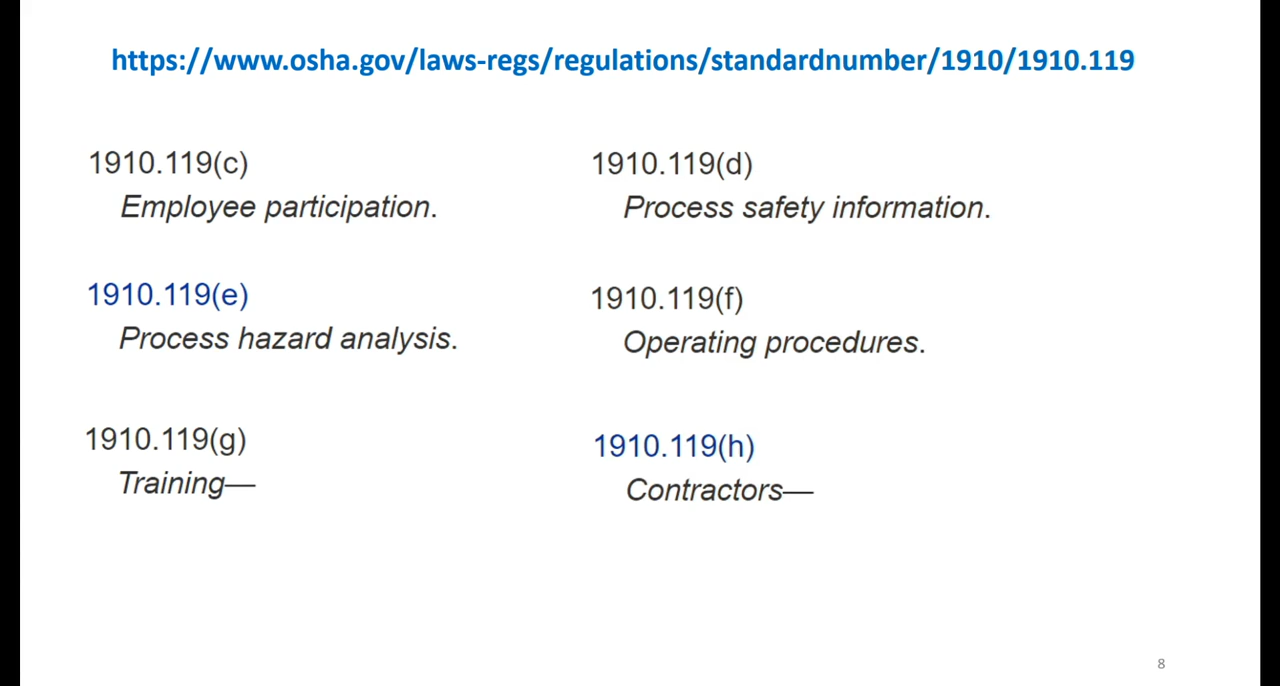 https://www.osha.gov/laws-regs/regulations/standardnumber/1910/1910.119
1910.119(c)
Employee participation.
1910.119(d)
Process safety information.
1910.119(e)
Process hazard analysis.
1910.119(f)
Operating procedures.
1910.119(g)
Training—
1910.119(h)
Contractors—
8